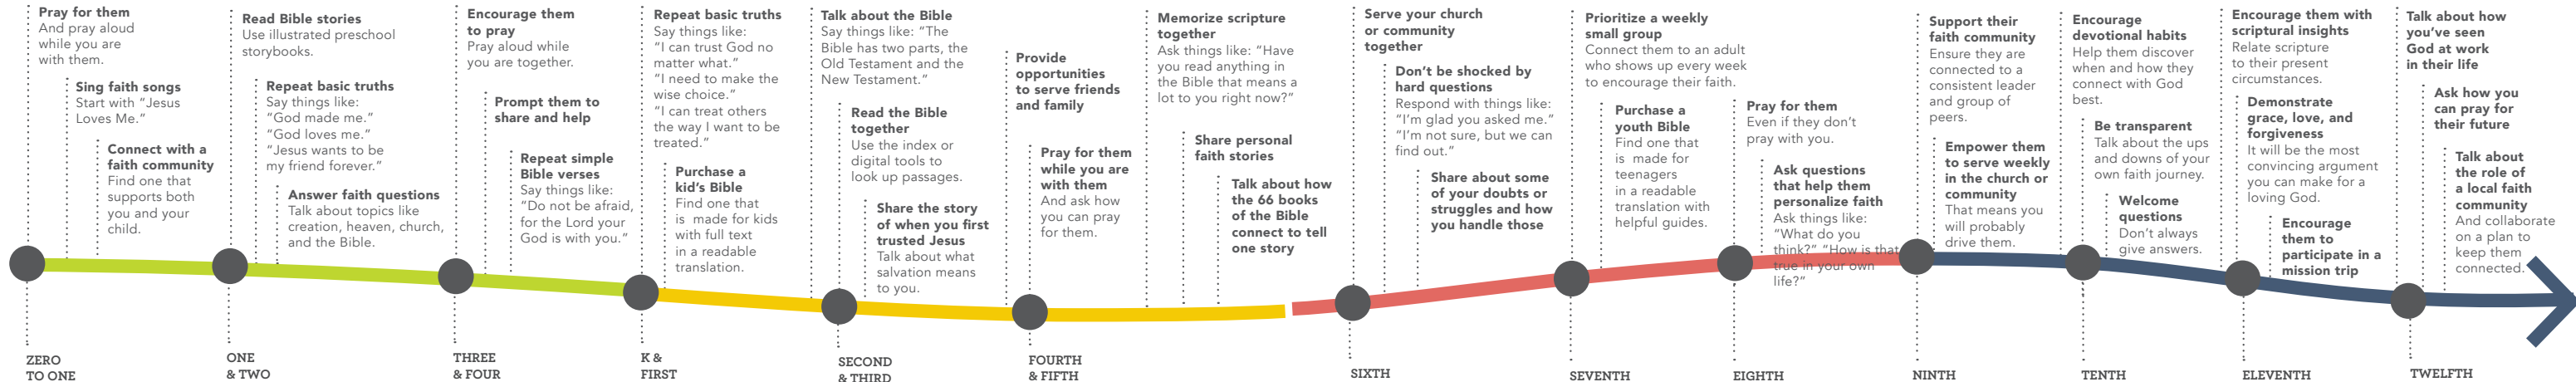 Pray for them
And pray aloud
while you are
with them.
Sing faith songs
Start with “Jesus
Loves Me.”
Connect with a
faith community
Find one that
supports both
you and your
child.
ZERO
TO ONE
Read Bible stories
Use illustrated preschool
storybooks.
Repeat basic truths
Say things like:
“God made me.”
“God loves me.”
“Jesus wants to be
my friend forever.”
Answer faith questions
Talk about topics like
creation, heaven, church,
and the Bible.
ONE
& TWO
Encourage them
to pray
Pray aloud while
you are together.
Prompt them to
share and help
Repeat simple
Bible verses
Say things like:
“Do not be afraid,
for the Lord your
God is with you.”
THREE
& FOUR
Repeat basic truths
Say things like:
“I can trust God no
matter what.”
“I need to make the
wise choice.”
“I can treat others
the way I want to be
treated.”
Purchase a
kid’s Bible
Find one that
is made for kids
with full text
in a readable
translation.
K &
FIRST
Talk about the Bible
Say things like: “The
Bible has two parts, the
Old Testament and the
New Testament.”
Read the Bible
together
Use the index or
digital tools to
look up passages.
Share the story
of when you first
trusted Jesus
Talk about what
salvation means
to you.
SECOND
& THIRD
Provide
opportunities
to serve friends
and family
Pray for them
while you are
with them
And ask how
you can pray
for them.
FOURTH
& FIFTH
Memorize scripture
together
Ask things like: “Have
you read anything in
the Bible that means a
lot to you right now?”
Share personal
faith stories
Talk about how
the 66 books
of the Bible
connect to tell
one story
Serve your church
or community
together
Don’t be shocked by
hard questions
Respond with things like:
“I’m glad you asked me.”
“I’m not sure, but we can
find out.”
Share about some
of your doubts or
struggles and how
you handle those
SIXTH
Prioritize a weekly
small group
Connect them to an adult
who shows up every week
to encourage their faith.
Purchase a
youth Bible
Find one that
is made for
teenagers
in a readable
translation with
helpful guides.
SEVENTH
Pray for them
Even if they don’t
pray with you.
Ask questions
that help them
personalize faith
Ask things like:
“What do you
think?” “How is that
true in your own
life?”
EIGHTH
Support their
faith community
Ensure they are
connected to a
consistent leader
and group of
peers.
Empower them
to serve weekly
in the church or
community
That means you
will probably
drive them.
NINTH
Encourage
devotional habits
Help them discover
when and how they
connect with God
best.
Be transparent
Talk about the ups
and downs of your
own faith journey.
Welcome
questions
Don’t always
give answers.
TENTH
Encourage them with
scriptural insights
Relate scripture
to their present
circumstances.
Demonstrate
grace, love, and
forgiveness
It will be the most
convincing argument
you can make for a
loving God.
Encourage
them to
participate in a
mission trip
ELEVENTH
Talk about how
you’ve seen
God at work
in their life
Ask how you
can pray for
their future
Talk about
the role of
a local faith
community
And collaborate
on a plan to
keep them
connected.
TWELFTH